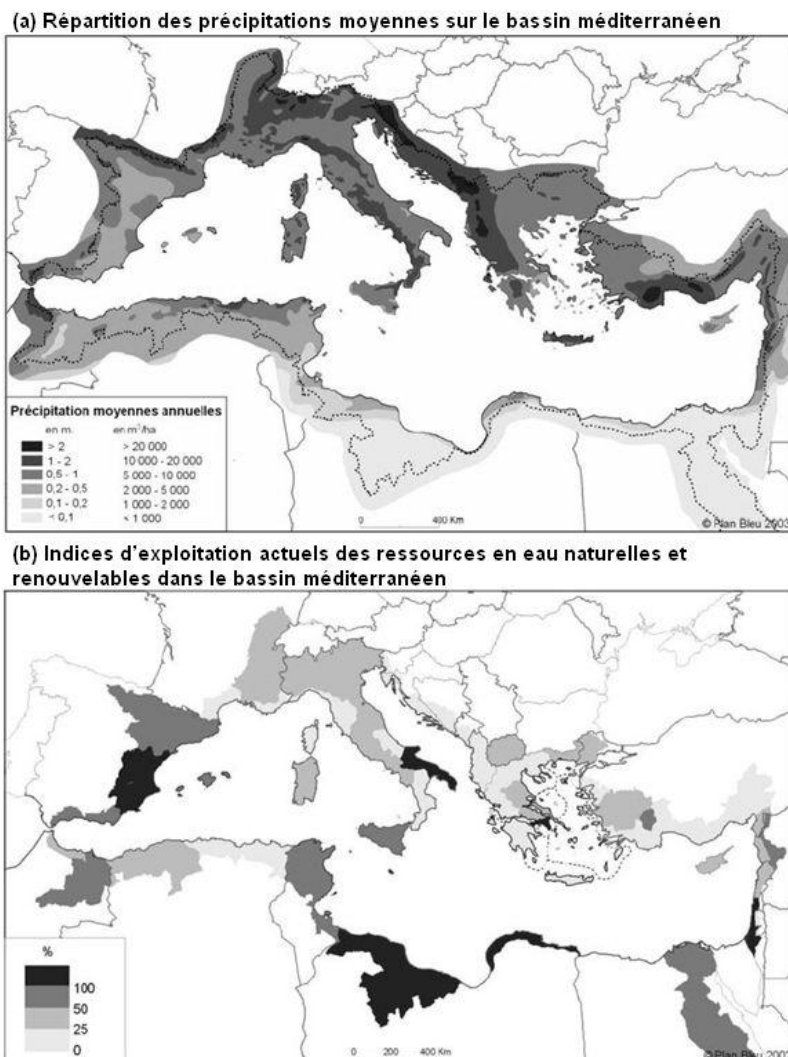 (a) Répartition des précipitations moyennes sur le bassin méditerranéen
Précipitation moyennes annuelles
en m. en m³/ha
> 2 > 20 000
1 - 2 10 000 - 20 000
0,5 - 1 5 000 - 10 000
0,2 - 0,5 2 000 - 5 000
0,1 - 0,2 1 000 - 2 000
< 0,1 < 1 000
0 400 Km
© Plan Bleu 2003
(b) Indices d'exploitation actuels des ressources en eau naturelles et
renouvelables dans le bassin méditerranéen
%
100
50
25
0
0 200 400 Km
© Plan Bleu 2003